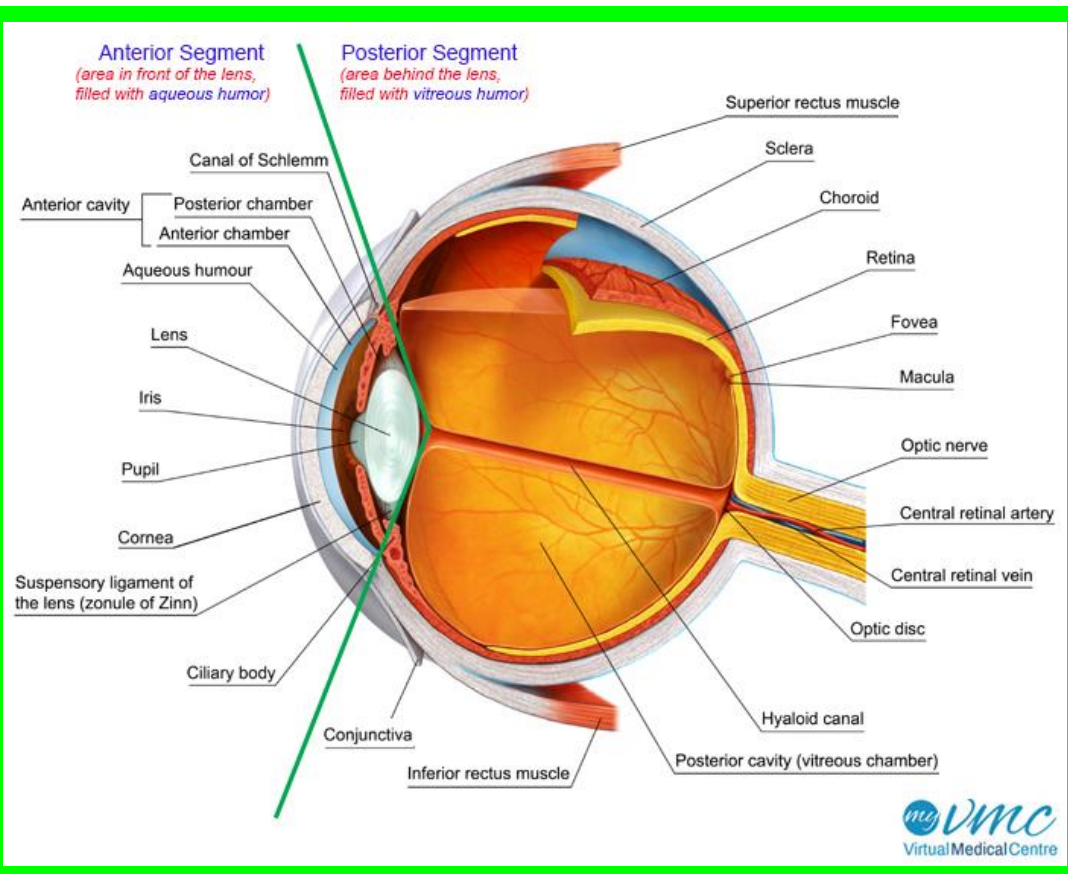 Anterior Segment
(area in front of the lens,
filled with aqueous humor)
Posterior Segment
(area behind the lens,
filled with vitreous humor)
Canal of Schlemm
Anterior cavity
Posterior chamber
Anterior chamber
Aqueous humour
Lens
Iris
Pupil
Cornea
Suspensory ligament of
the lens (zonule of Zinn)
Ciliary body
Conjunctiva
Inferior rectus muscle
Superior rectus muscle
Sclera
Choroid
Retina
Fovea
Macula
Optic nerve
Central retinal artery
Central retinal vein
Optic disc
Hyaloid canal
Posterior cavity (vitreous chamber)
my VMC
Virtual Medical Centre